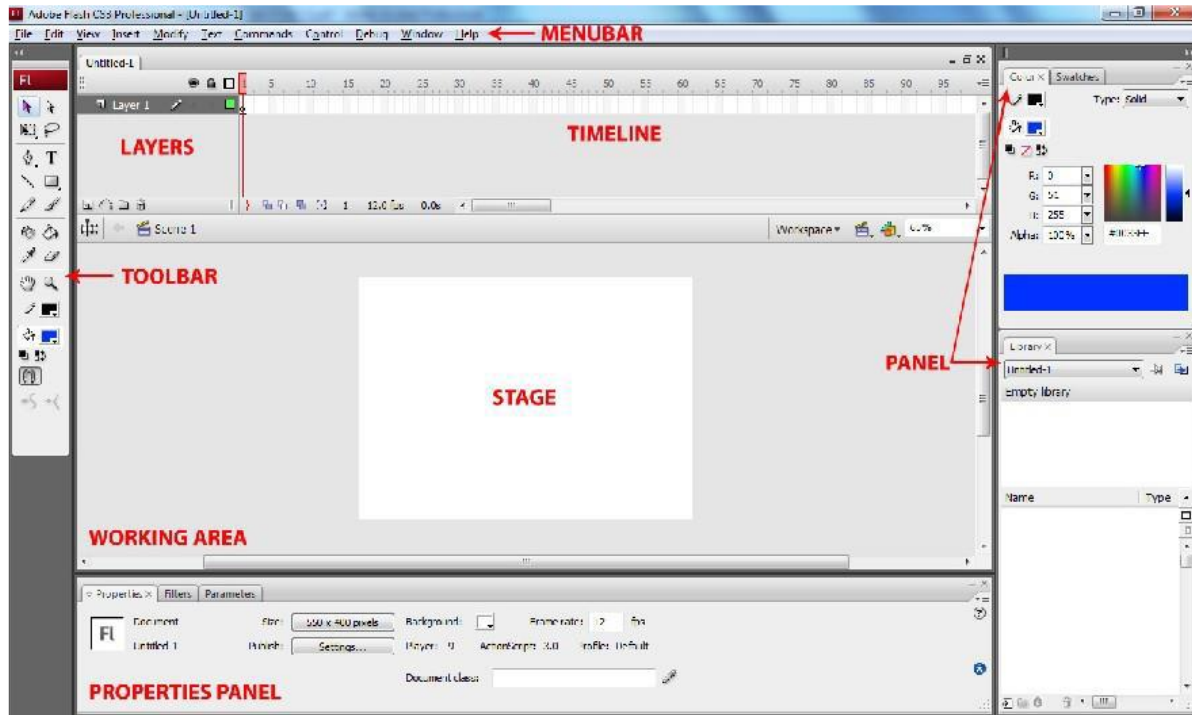 Adobe Flash CS3 Professional - [Untitled-1]
File Edit View Insert Modify Text Commands Control Debug Window Help
MENUBAR
Untitled-1
5 10 15 20 25 30 35 40 45 50 55 60 65 70 75 80 85 90 95
Layer 1
LAYERS
TIMELINE
1 12.0 fps 0.0s
Scene 1
Workspace
TOOLBAR
STAGE
WORKING AREA
Fl
T
Color Swatches
Type: Solid
R: 0
G: 51
B: 255
Alpha: 100%
#0033FF
PANEL
Library
Untitled-1
Empty library
Name Type
Properties Filters Parameters
Fl
Document
Untitled-1
Size: 550 x 400 pixels
Background:
Frame rate: 12 fps
Publish: Settings...
Player: 9
ActionScript: 3.0
Profile: Default
Document class:
PROPERTIES PANEL